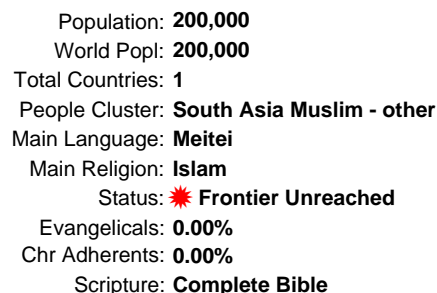 Population: 200,000
World Popl: 200,000
Total Countries: 1
People Cluster: South Asia Muslim - other
Main Language: Meitei
Main Religion: Islam
Status: Frontier Unreached
Evangelicals: 0.00%
Chr Adherents: 0.00%
Scripture: Complete Bible